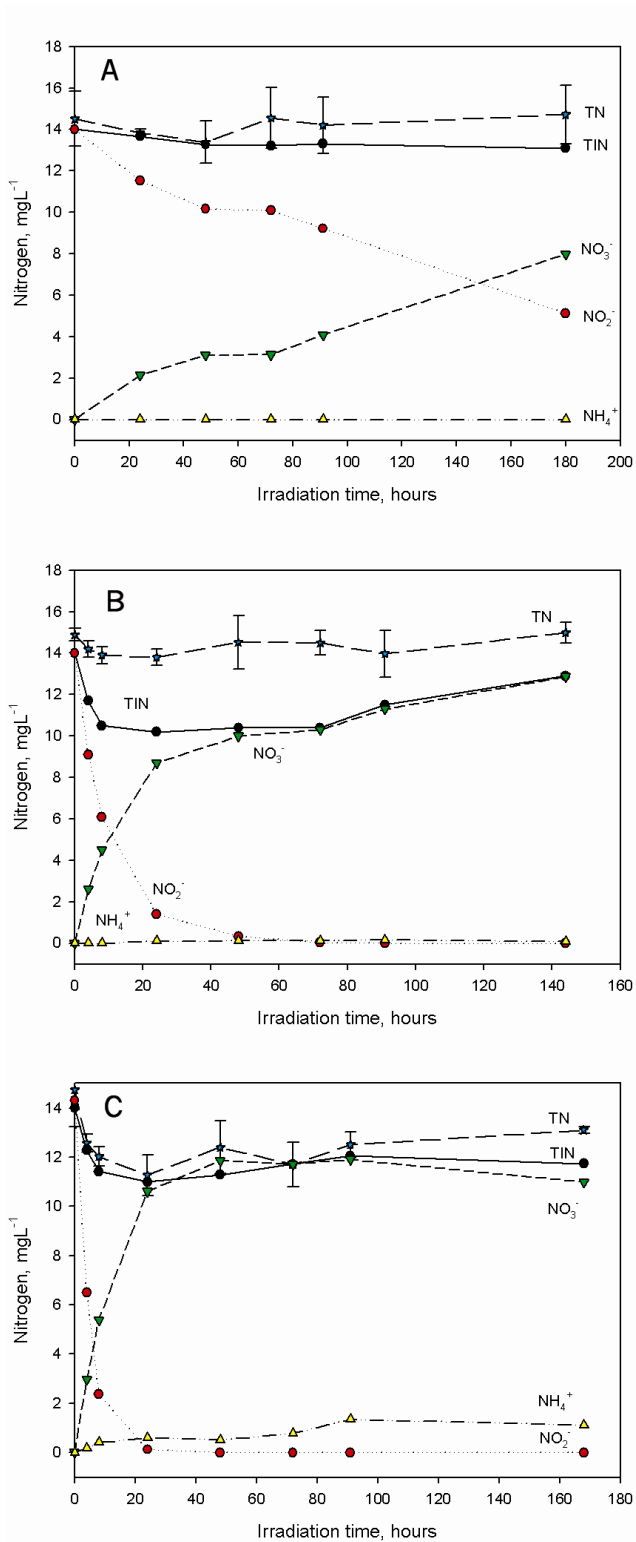 A
18
16
14
12
10
8
6
4
2
0
Nitrogen, mgL⁻¹
TN
TIN
NO₃⁻
NO₂⁻
NH₄⁺
0 20 40 60 80 100 120 140 160 180 200
Irradiation time, hours
B
18
16
14
12
10
8
6
4
2
0
Nitrogen, mgL⁻¹
TN
TIN
NO₃⁻
NO₂⁻
NH₄⁺
0 20 40 60 80 100 120 140 160
Irradiation time, hours
C
14
12
10
8
6
4
2
0
Nitrogen, mgL⁻¹
TN
TIN
NO₃⁻
NH₄⁺
NO₂⁻
0 20 40 60 80 100 120 140 160 180
Irradiation time, hours